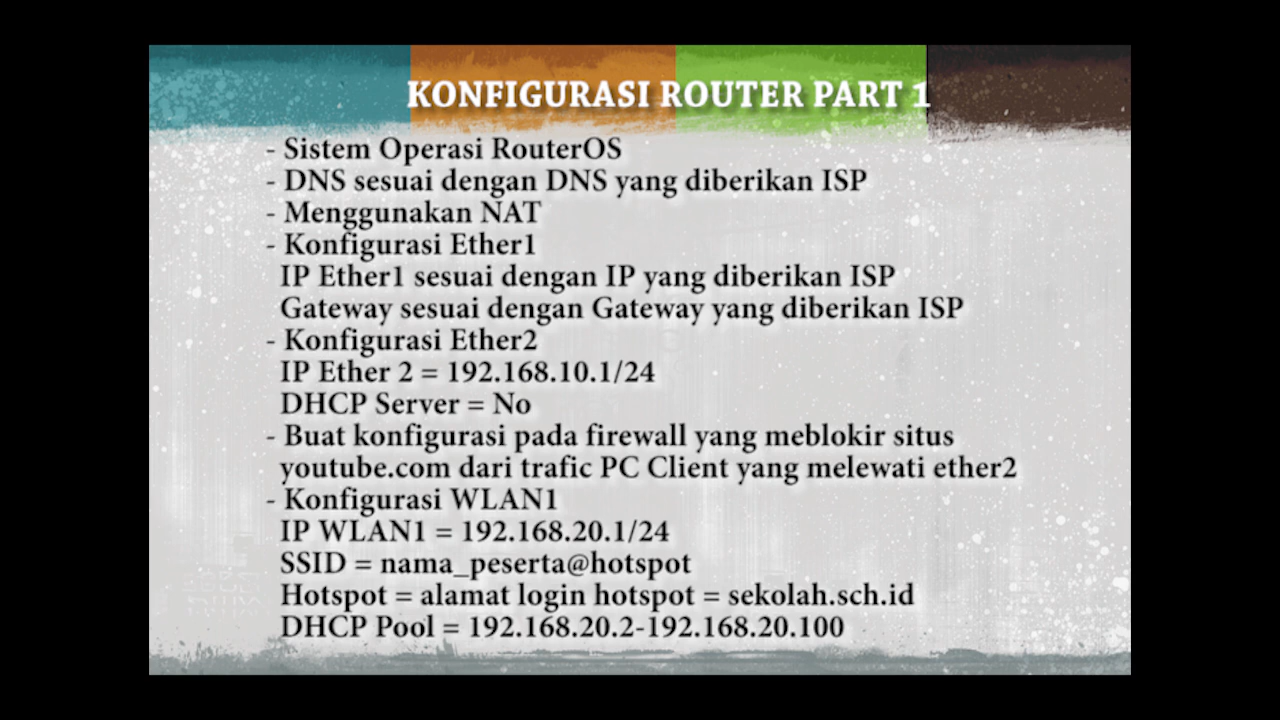 KONFIGURASI ROUTER PART 1
- Sistem Operasi RouterOS
- DNS sesuai dengan DNS yang diberikan ISP
- Menggunakan NAT
- Konfigurasi Ether1
IP Ether1 sesuai dengan IP yang diberikan ISP
Gateway sesuai dengan Gateway yang diberikan ISP
- Konfigurasi Ether2
IP Ether 2 = 192.168.10.1/24
DHCP Server = No
- Buat konfigurasi pada firewall yang meblokir situs
youtube.com dari trafic PC Client yang melewati ether2
- Konfigurasi WLAN1
IP WLAN1 = 192.168.20.1/24
SSID = nama_peserta@hotspot
Hotspot = alamat login hotspot = sekolah.sch.id
DHCP Pool = 192.168.20.2-192.168.20.100